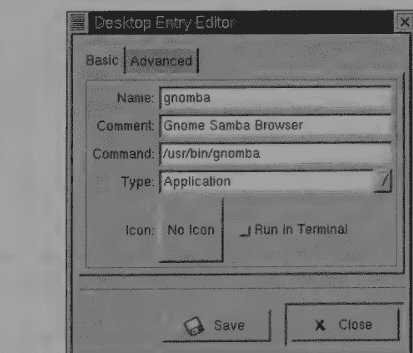 Desktop Entry Editor
Basic Advanced
Name: gnomba
Comment: Gnome Samba Browser
Command: /usr/bin/gnomba
Type: Application
Icon: No Icon Run in Terminal
Save Close